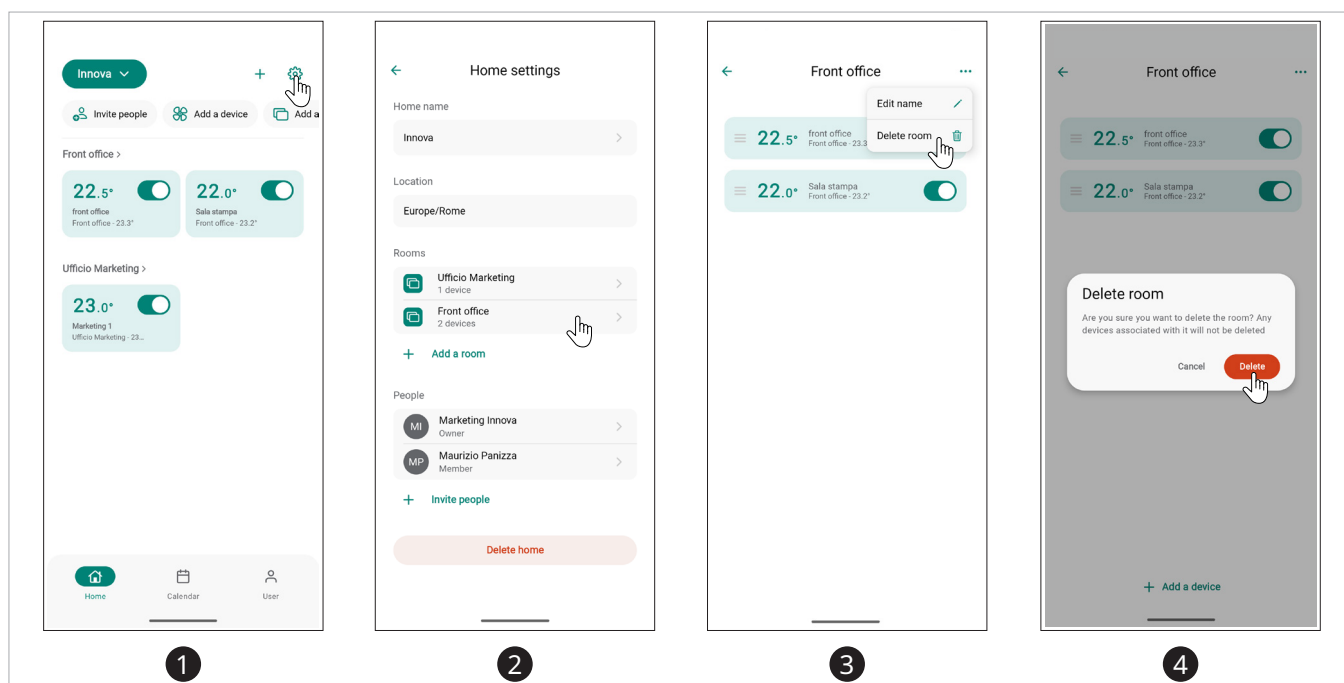 Innova
Invite people
Add a device
Add a
Front office >
22.5°
front office
Front office - 23.3°
22.0°
Sala stampa
Front office - 23.2°
Ufficio Marketing >
23.0°
Marketing 1
Ufficio Marketing - 23...
Home
Calendar
User
1
Home settings
Home name
Innova
Location
Europe/Rome
Rooms
Ufficio Marketing
1 device
Front office
2 devices
+ Add a room
People
MI
Marketing Innova
Owner
MP
Maurizio Panizza
Member
+ Invite people
Delete home
2
Front office
Edit name
Delete room
22.5°
front office
Front office - 23.3
22.0°
Sala stampa
Front office - 23.2°
3
Front office
22.5°
front office
Front office - 23.3°
22.0°
Sala stampa
Front office - 23.2°
Delete room
Are you sure you want to delete the room? Any
devices associated with it will not be deleted
Cancel
Delete
+ Add a device
4